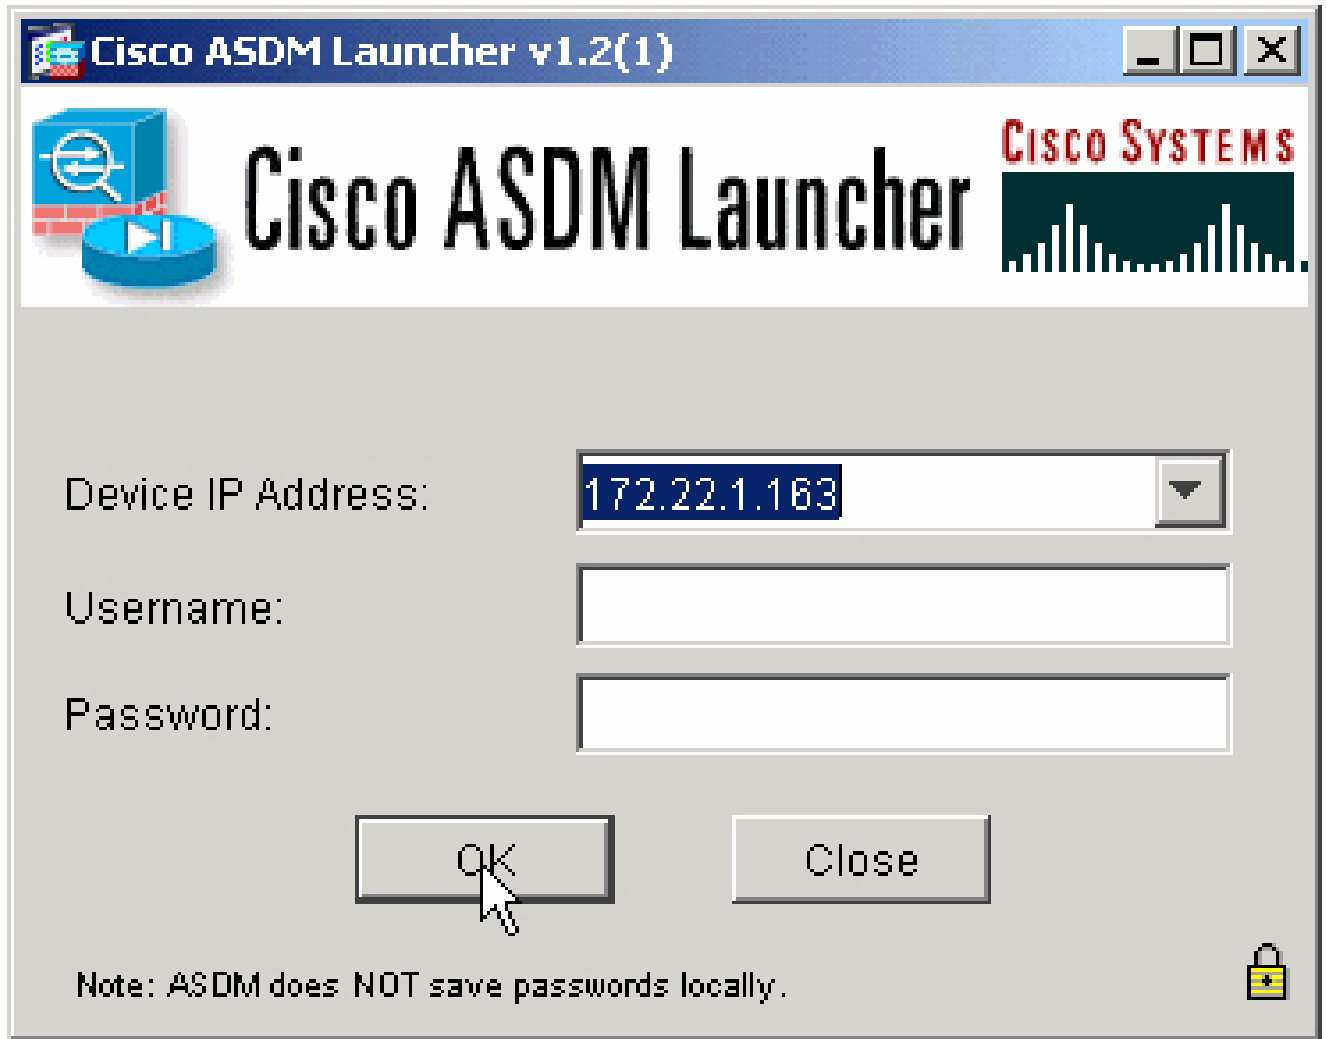 Cisco ASDM Launcher v1.2(1)
Cisco ASDM Launcher
CISCO SYSTEMS
Device IP Address:
172.22.1.163
Username:
Password:
OK
Close
Note: ASDM does NOT save passwords locally.